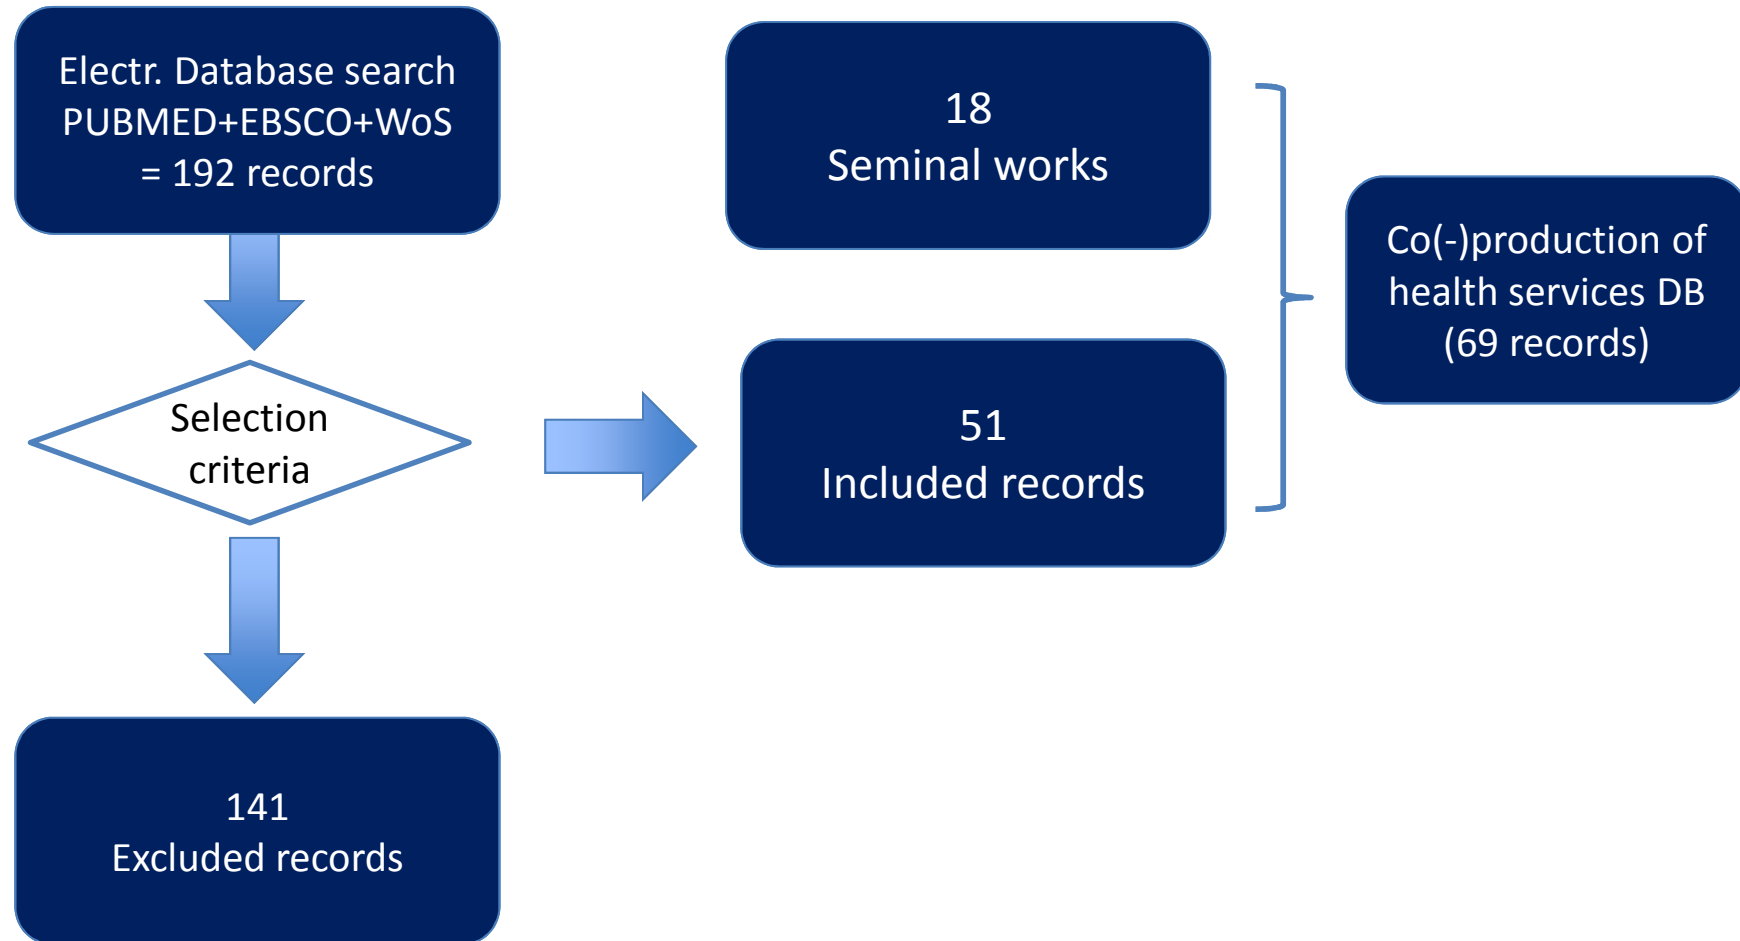 Electr. Database search
PUBMED+EBSCO+WoS
= 192 records
Selection
criteria
141
Excluded records
18
Seminal works
51
Included records
Co(-)production of
health services DB
(69 records)